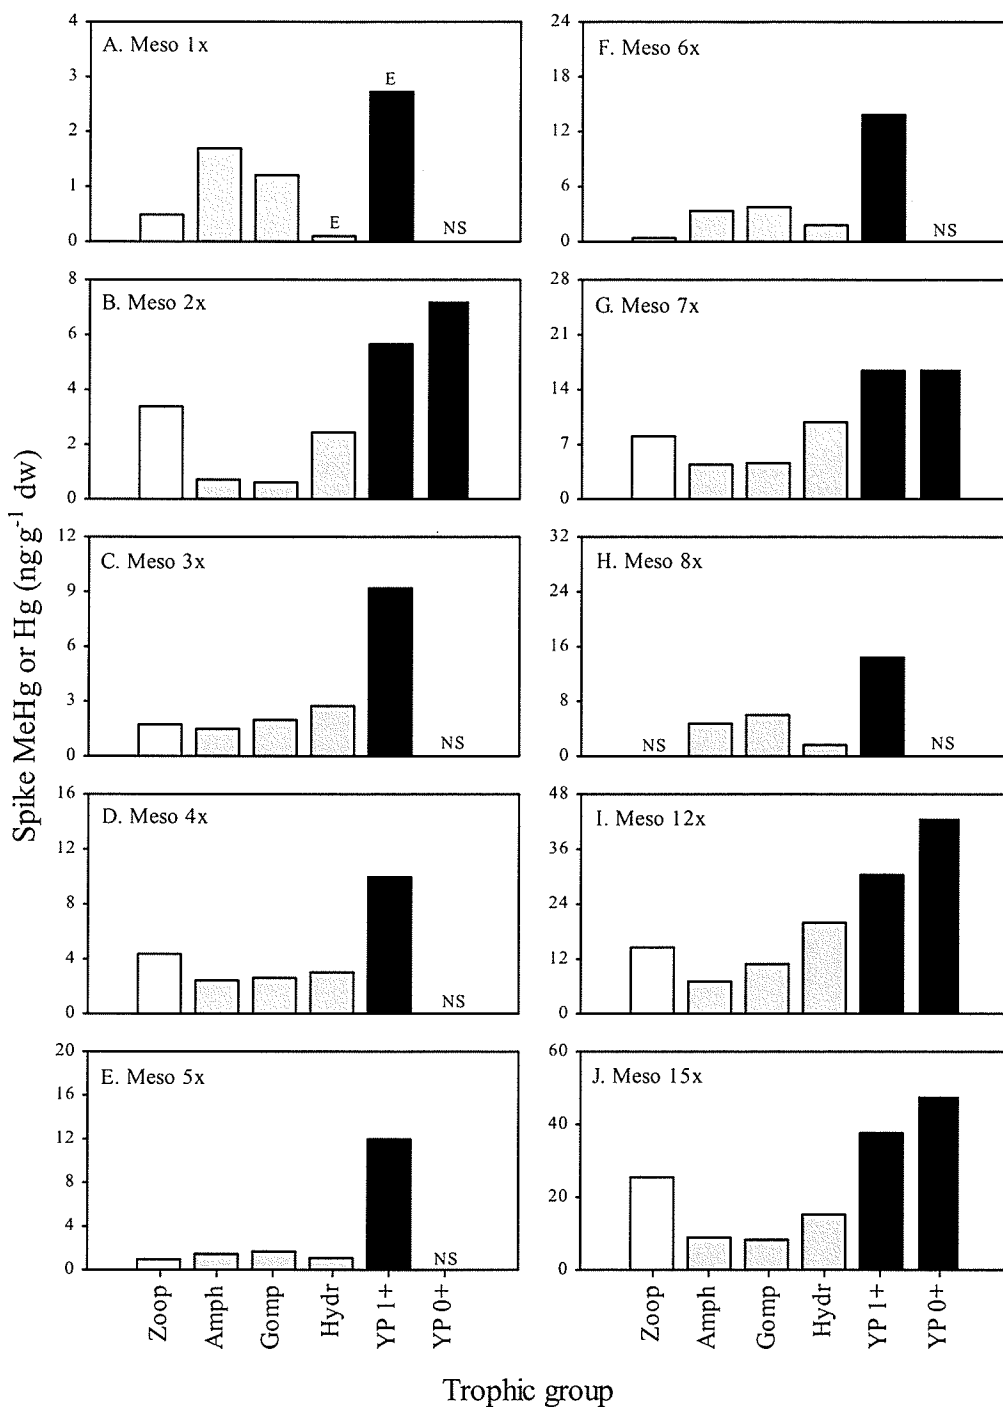 Spike MeHg or Hg (ng·g⁻¹ dw)
A. Meso 1x
4
3
2
1
0
E
E
NS
B. Meso 2x
8
6
4
2
0
C. Meso 3x
12
9
6
3
0
NS
D. Meso 4x
16
12
8
4
0
NS
E. Meso 5x
20
16
12
8
4
0
NS
Zoop
Amph
Gomp
Hydr
YP 1+
YP 0+
F. Meso 6x
24
18
12
6
0
NS
G. Meso 7x
28
21
14
7
0
H. Meso 8x
32
24
16
8
0
NS
NS
I. Meso 12x
48
36
24
12
0
J. Meso 15x
60
40
20
0
Zoop
Amph
Gomp
Hydr
YP 1+
YP 0+
Trophic group